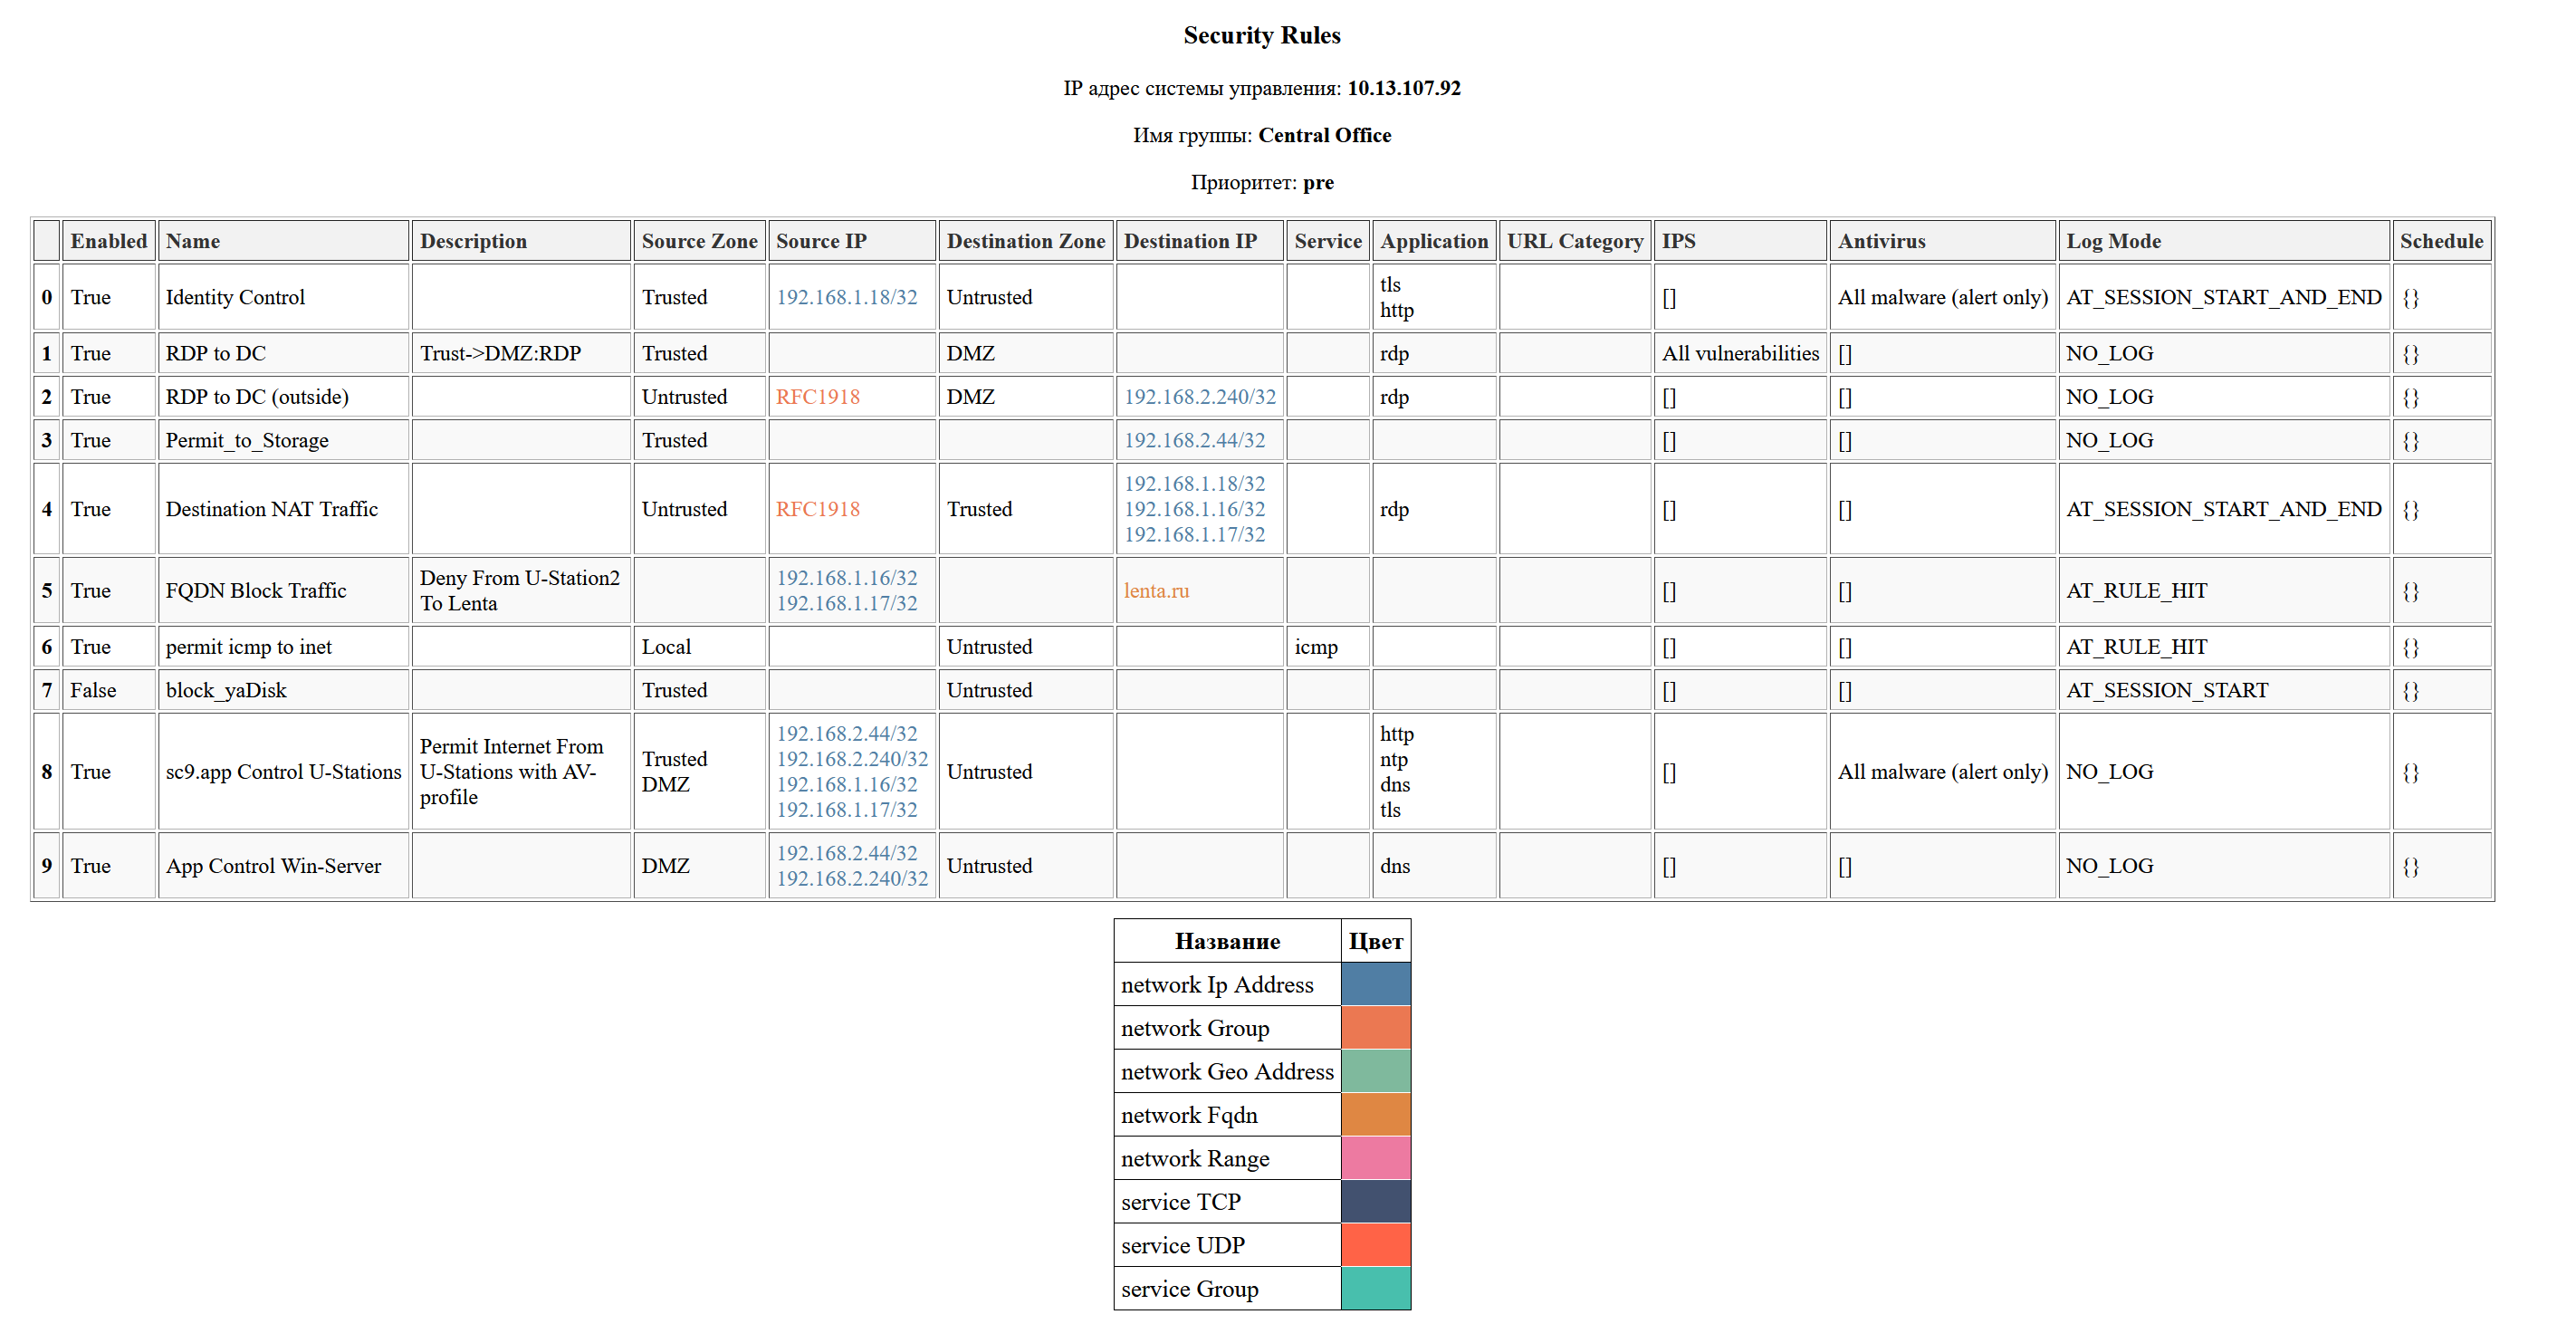 Security Rules
IP адрес системы управления: 10.13.107.92
Имя группы: Central Office
Приоритет: pre
Enabled Name Description Source Zone Source IP Destination Zone Destination IP Service Application URL Category IPS Antivirus Log Mode Schedule
0 True Identity Control Trusted 192.168.1.18/32 Untrusted tls
http [] All malware (alert only) AT_SESSION_START_AND_END {}
1 True RDP to DC Trust->DMZ:RDP Trusted DMZ rdp All vulnerabilities [] NO_LOG {}
2 True RDP to DC (outside) Untrusted RFC1918 DMZ 192.168.2.240/32 rdp [] [] NO_LOG {}
3 True Permit_to_Storage Trusted 192.168.2.44/32 [] [] NO_LOG {}
4 True Destination NAT Traffic Untrusted RFC1918 Trusted 192.168.1.18/32
192.168.1.16/32
192.168.1.17/32 rdp [] [] AT_SESSION_START_AND_END {}
5 True FQDN Block Traffic Deny From U-Station2
To Lenta 192.168.1.16/32
192.168.1.17/32 lenta.ru [] [] AT_RULE_HIT {}
6 True permit icmp to inet Local Untrusted icmp [] [] AT_RULE_HIT {}
7 False block_yaDisk Trusted Untrusted [] [] AT_SESSION_START {}
8 True sc9.app Control U-Stations Permit Internet From
U-Stations with AV-
profile Trusted
DMZ 192.168.2.44/32
192.168.2.240/32
192.168.1.16/32
192.168.1.17/32 Untrusted http
ntp
dns
tls [] All malware (alert only) NO_LOG {}
9 True App Control Win-Server DMZ 192.168.2.44/32
192.168.2.240/32 Untrusted dns [] [] NO_LOG {}
Название Цвет
network Ip Address
network Group
network Geo Address
network Fqdn
network Range
service TCP
service UDP
service Group